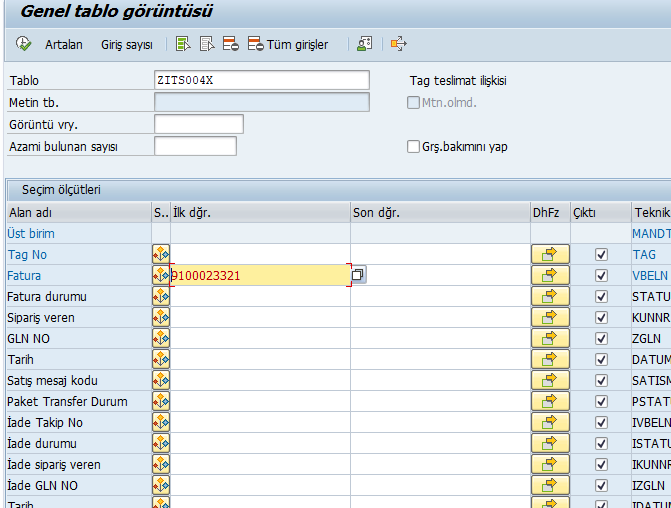 Genel tablo görüntüsü
Artalan Giriş sayısı Tüm girişler
Tablo ZITS004X Tag teslimat ilişkisi
Metin tb. Mtn.olmd.
Görüntü vry.
Azami bulunan sayısı Grş.bakımını yap
Seçim ölçütleri
Alan adı S.. İlk dğr. Son dğr. DhFz Çıktı Teknik
Üst birim MANDT
Tag No TAG
Fatura 9100023321 VBELN
Fatura durumu STATU
Sipariş veren KUNNR
GLN NO ZGLN
Tarih DATUM
Satış mesaj kodu SATISM
Paket Transfer Durum PSTATU
İade Takip No IVBELN
İade durumu ISTATU
İade sipariş veren IKUNNR
İade GLN NO IZGLN
Tarih IDATUM